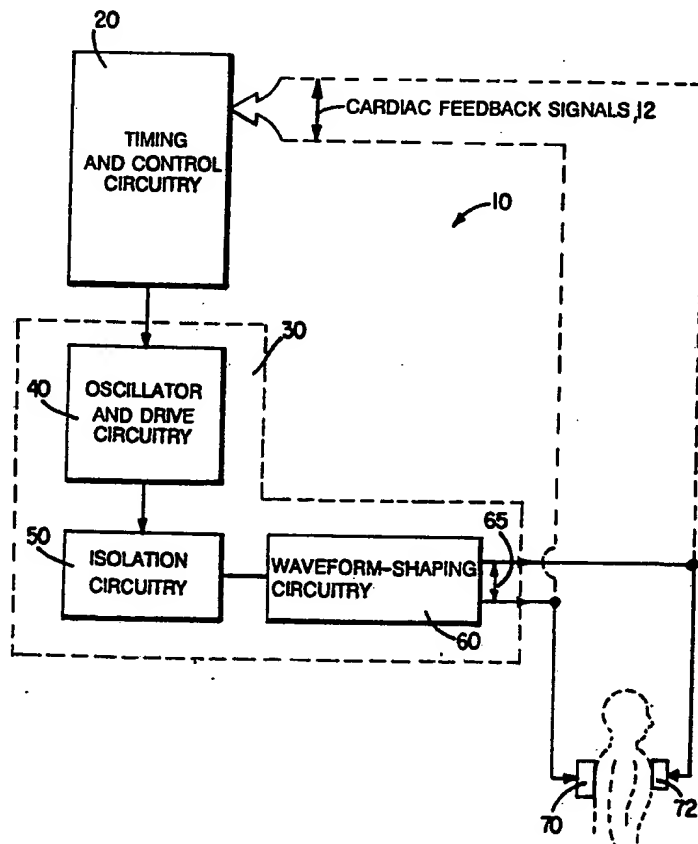 20
TIMING
AND CONTROL
CIRCUITRY
CARDIAC FEEDBACK SIGNALS,12
10
30
40
OSCILLATOR
AND DRIVE
CIRCUITRY
50
ISOLATION
CIRCUITRY
WAVEFORM-SHAPING
CIRCUITRY
65
60
70
72